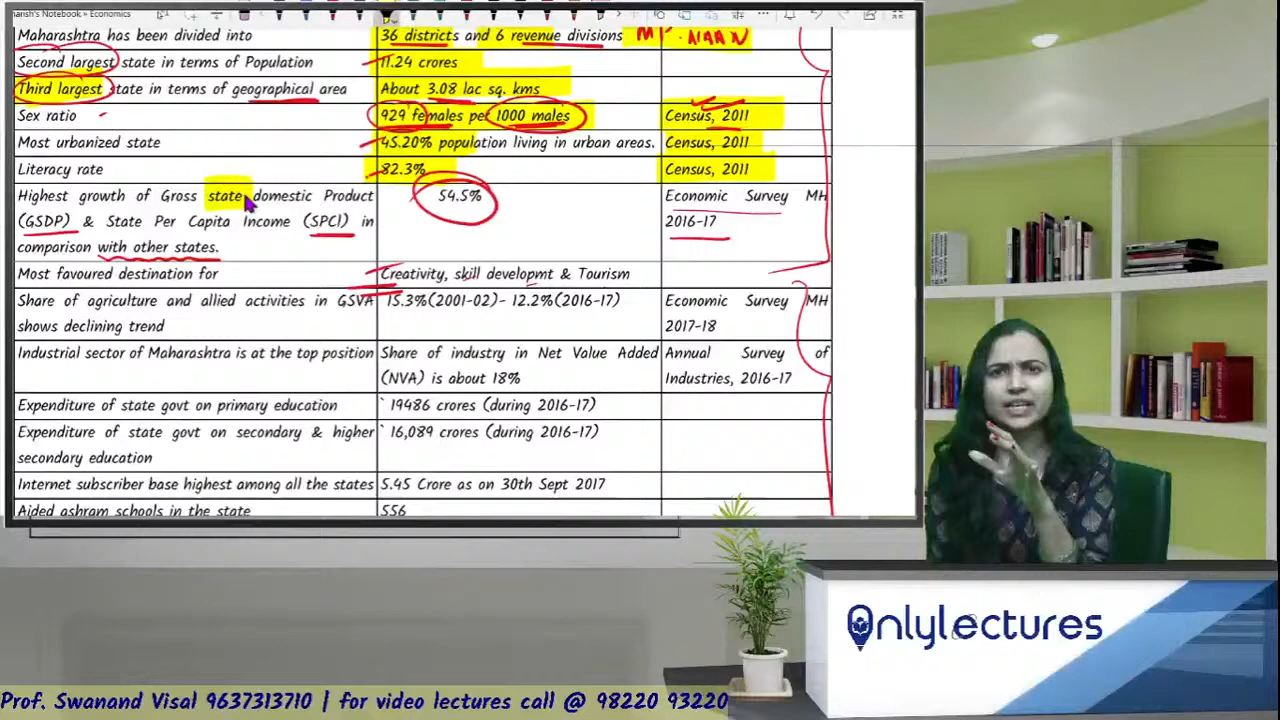 arish's Notebook » Economics
Maharashtra has been divided into 36 districts and 6 revenue divisions
Second largest state in terms of Population 11.24 crores
Third largest state in terms of geographical area About 3.08 lac sq. kms
Sex ratio 929 females per 1000 males Census, 2011
Most urbanized state 45.20% population living in urban areas. Census, 2011
Literacy rate 82.3% Census, 2011
Highest growth of Gross state domestic Product 54.5% Economic Survey MH
(GSDP) & State Per Capita Income (SPCI) in 2016-17
comparison with other states.
Most favoured destination for Creativity, skill developmt & Tourism
Share of agriculture and allied activities in GSVA 15.3%(2001-02)- 12.2%(2016-17) Economic Survey MH
shows declining trend 2017-18
Industrial sector of Maharashtra is at the top position Share of industry in Net Value Added Annual Survey of
(NVA) is about 18% Industries, 2016-17
Expenditure of state govt on primary education ` 19486 crores (during 2016-17)
Expenditure of state govt on secondary & higher ` 16,089 crores (during 2016-17)
secondary education
Internet subscriber base highest among all the states 5.45 Crore as on 30th Sept 2017
Aided ashram schools in the state 556
Onlylectures
Prof. Swanand Visal 9637313710 | for video lectures call @ 98220 93220